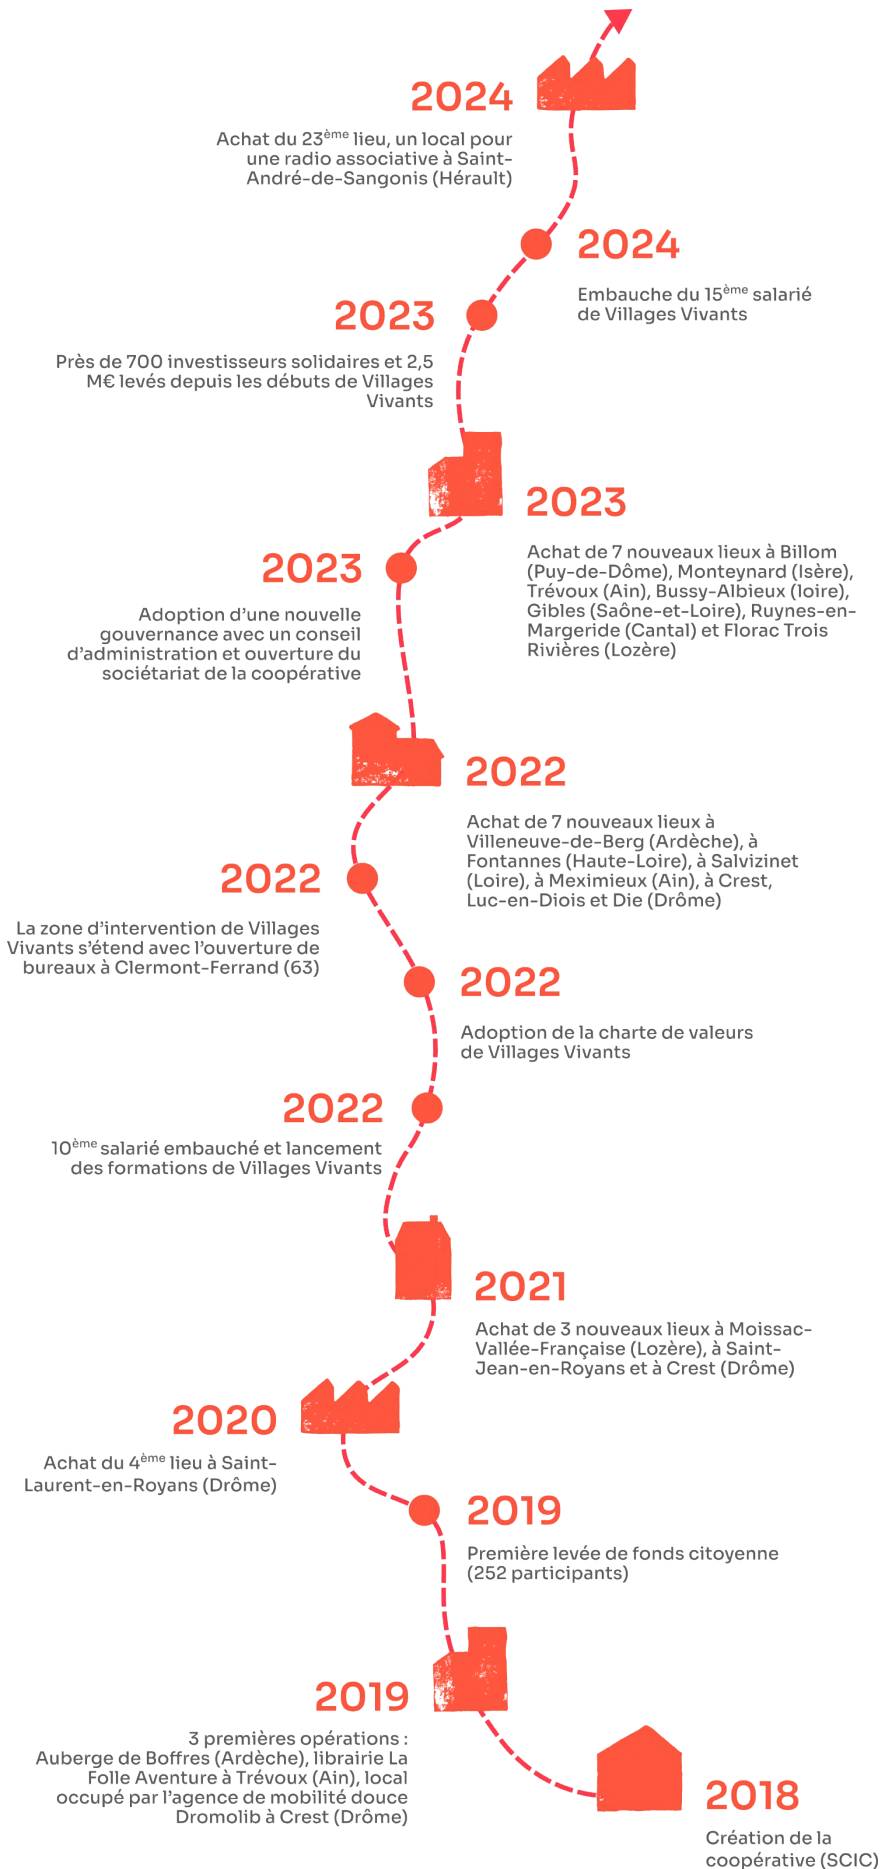 2024
Achat du 23ème lieu, un local pour
une radio associative à Saint-
André-de-Sangonis (Hérault)
2024
Embauche du 15ème salarié
de Villages Vivants
2023
Près de 700 investisseurs solidaires et 2,5
M€ levés depuis les débuts de Villages
Vivants
2023
Achat de 7 nouveaux lieux à Billom
(Puy-de-Dôme), Monteynard (Isère),
Trévoux (Ain), Bussy-Albieux (loire),
Gibles (Saône-et-Loire), Ruynes-en-
Margeride (Cantal) et Florac Trois
Rivières (Lozère)
2023
Adoption d’une nouvelle
gouvernance avec un conseil
d’administration et ouverture du
sociétariat de la coopérative
2022
Achat de 7 nouveaux lieux à
Villeneuve-de-Berg (Ardèche), à
Fontannes (Haute-Loire), à Salvizinet
(Loire), à Meximieux (Ain), à Crest,
Luc-en-Diois et Die (Drôme)
2022
La zone d’intervention de Villages
Vivants s’étend avec l’ouverture de
bureaux à Clermont-Ferrand (63)
2022
Adoption de la charte de valeurs
de Villages Vivants
2022
10ème salarié embauché et lancement
des formations de Villages Vivants
2021
Achat de 3 nouveaux lieux à Moissac-
Vallée-Française (Lozère), à Saint-
Jean-en-Royans et à Crest (Drôme)
2020
Achat du 4ème lieu à Saint-
Laurent-en-Royans (Drôme)
2019
Première levée de fonds citoyenne
(252 participants)
2019
3 premières opérations :
Auberge de Boffres (Ardèche), librairie La
Folle Aventure à Trévoux (Ain), local
occupé par l’agence de mobilité douce
Dromolib à Crest (Drôme)
2018
Création de la
coopérative (SCIC)